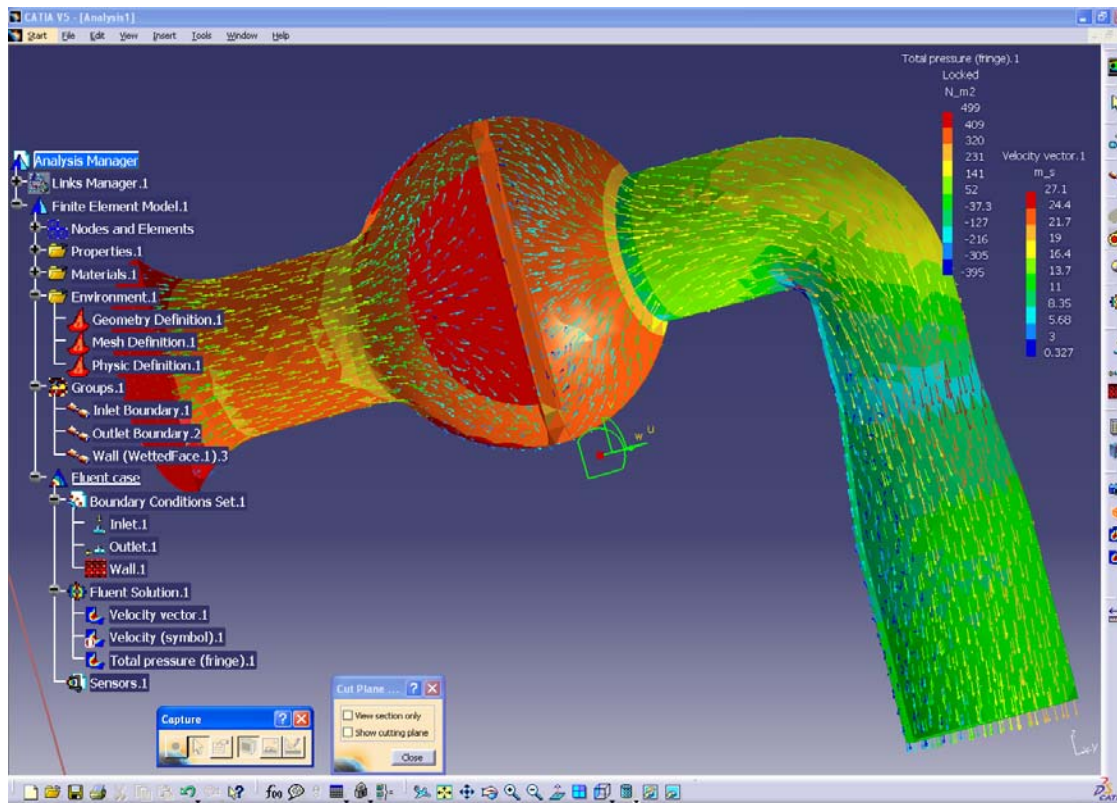 CATIA V5 - [Analysis1]
Start File Edit View Insert Tools Window Help
Total pressure (fringe).1
Locked
N_m2
499
409
320
231
141
52
-37.3
-127
-216
-305
-395
Velocity vector.1
m_s
27.1
24.4
21.7
19
16.4
13.7
11
8.35
5.68
3
0.327
Analysis Manager
Links Manager.1
Finite Element Model.1
Nodes and Elements
Properties.1
Materials.1
Environment.1
Geometry Definition.1
Mesh Definition.1
Physic Definition.1
Groups.1
Inlet Boundary.1
Outlet Boundary.2
Wall (WettedFace.1).3
Fluent case
Boundary Conditions Set.1
Inlet.1
Outlet.1
Wall.1
Fluent Solution.1
Velocity vector.1
Velocity (symbol).1
Total pressure (fringe).1
Sensors.1
w u
Capture
Cut Plane ...
View section only
Show cutting plane
Close